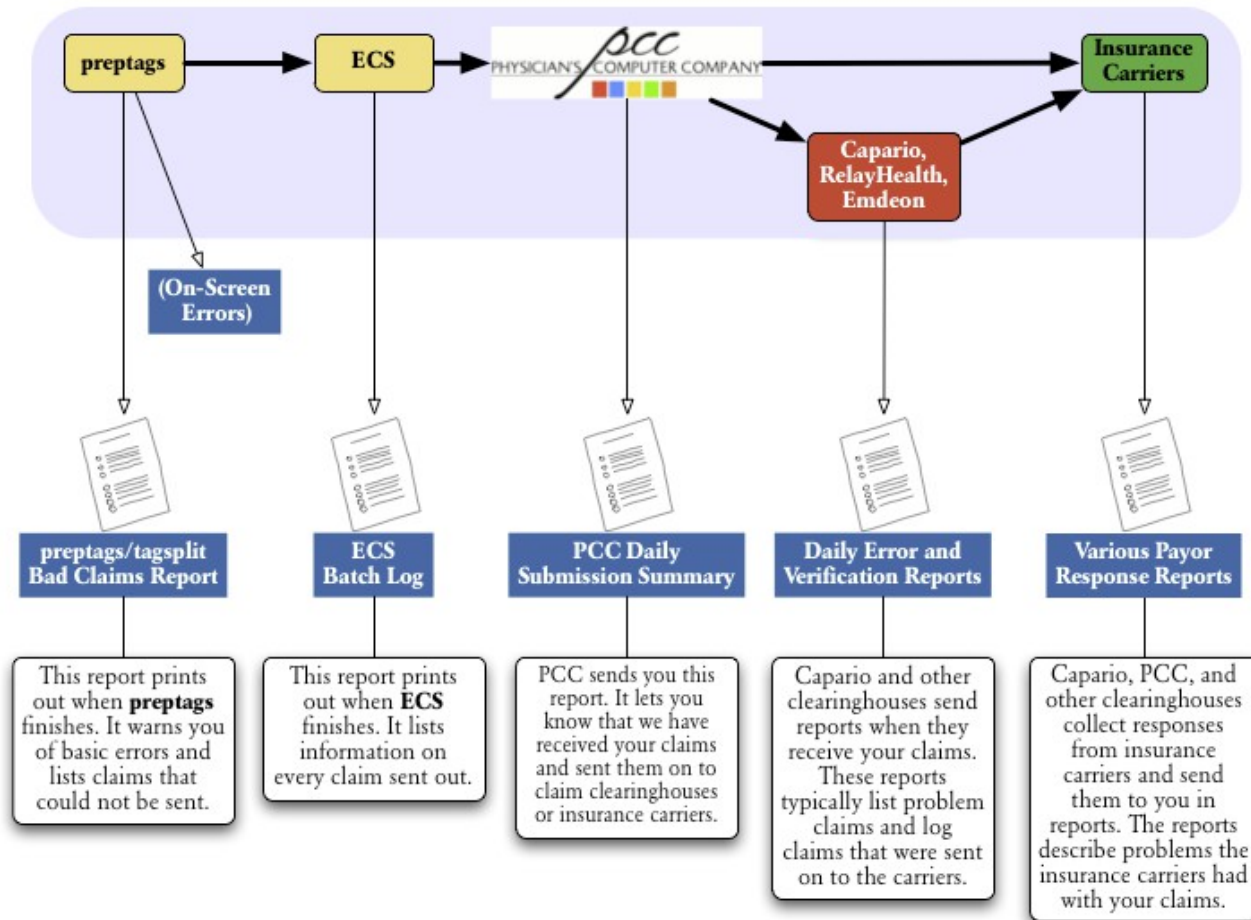 preptags
ECS
pcc
PHYSICIAN'S COMPUTER COMPANY
Insurance
Carriers
Capario,
RelayHealth,
Emdeon
(On-Screen
Errors)
preptags/tagsplit
Bad Claims Report
ECS
Batch Log
PCC Daily
Submission Summary
Daily Error and
Verification Reports
Various Payor
Response Reports
This report prints
out when preptags
finishes. It warns you
of basic errors and
lists claims that
could not be sent.
This report prints
out when ECS
finishes. It lists
information on
every claim sent out.
PCC sends you this
report. It lets you
know that we have
received your claims
and sent them on to
claim clearinghouses
or insurance carriers.
Capario and other
clearinghouses send
reports when they
receive your claims.
These reports
typically list problem
claims and log
claims that were sent
on to the carriers.
Capario, PCC, and
other clearinghouses
collect responses
from insurance
carriers and send
them to you in
reports. The reports
describe problems the
insurance carriers had
with your claims.